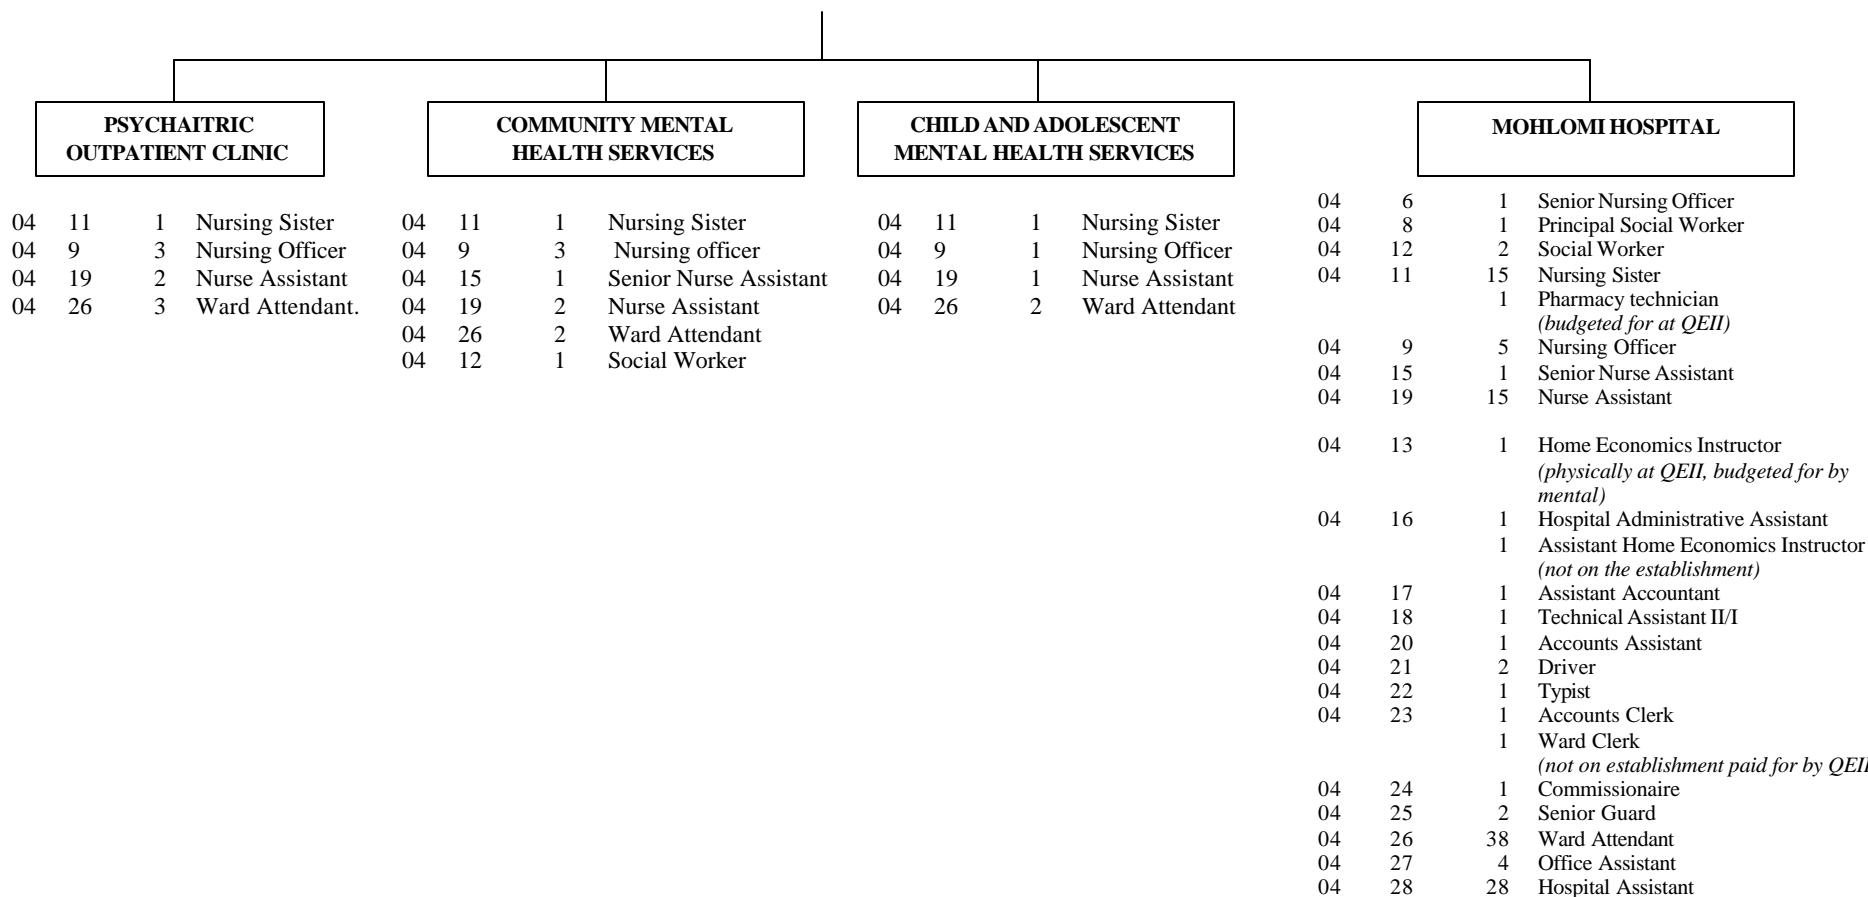 PSYCHAITRIC
OUTPATIENT CLINIC
04 11 1 Nursing Sister
04 9 3 Nursing Officer
04 19 2 Nurse Assistant
04 26 3 Ward Attendant.
COMMUNITY MENTAL
HEALTH SERVICES
04 11 1 Nursing Sister
04 9 3 Nursing officer
04 15 1 Senior Nurse Assistant
04 19 2 Nurse Assistant
04 26 2 Ward Attendant
04 12 1 Social Worker
CHILD AND ADOLESCENT
MENTAL HEALTH SERVICES
04 11 1 Nursing Sister
04 9 1 Nursing Officer
04 19 1 Nurse Assistant
04 26 2 Ward Attendant
MOHLOMI HOSPITAL
04 6 1 Senior Nursing Officer
04 8 1 Principal Social Worker
04 12 2 Social Worker
04 11 15 Nursing Sister
1 Pharmacy technician
(budgeted for at QEII)
04 9 5 Nursing Officer
04 15 1 Senior Nurse Assistant
04 19 15 Nurse Assistant
04 13 1 Home Economics Instructor
(physically at QEII, budgeted for by
mental)
04 16 1 Hospital Administrative Assistant
1 Assistant Home Economics Instructor
(not on the establishment)
04 17 1 Assistant Accountant
04 18 1 Technical Assistant II/I
04 20 1 Accounts Assistant
04 21 2 Driver
04 22 1 Typist
04 23 1 Accounts Clerk
1 Ward Clerk
(not on establishment paid for by QEII
04 24 1 Commissionaire
04 25 2 Senior Guard
04 26 38 Ward Attendant
04 27 4 Office Assistant
04 28 28 Hospital Assistant